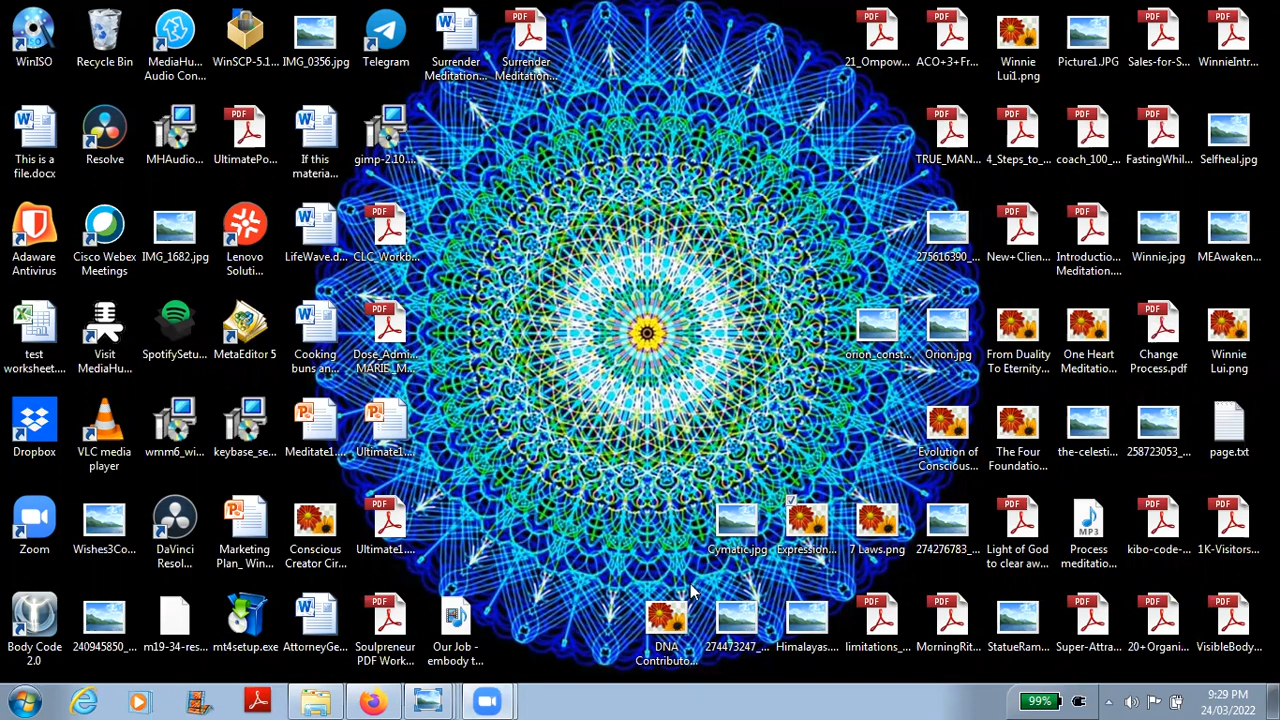 WinISO
Recycle Bin
MediaHu...
Audio Con...
WinSCP-5.1...
IMG_0356.jpg
Telegram
Surrender
Meditation...
Surrender
Meditation...
21_Ompow...
ACO+3+Fr...
Winnie
Lui1.png
Picture1.JPG
Sales-for-S...
WinnieIntr...
This is a
file.docx
Resolve
MHAudio...
UltimatePo...
If this
materia...
gimp-2.10....
TRUE_MAN...
4_Steps_to_...
coach_100_...
FastingWhil...
Selfheal.jpg
Adaware
Antivirus
Cisco Webex
Meetings
IMG_1682.jpg
Lenovo
Soluti...
LifeWave.d...
CLC_Workb...
275616390_...
New+Clien...
Introductio...
Meditation....
Winnie.jpg
MEAwaken...
test
worksheet....
Visit
MediaHu...
SpotifySetu...
MetaEditor 5
Cooking
buns an...
Dose_Admi...
MARIE_M...
orion_const...
Orion.jpg
From Duality
To Eternity...
One Heart
Meditatio...
Change
Process.pdf
Winnie
Lui.png
Dropbox
VLC media
player
wmm6_wi...
keybase_se...
Meditate1....
Ultimate1....
Evolution of
Conscious...
The Four
Foundatio...
the-celesti...
258723053_...
page.txt
Zoom
Wishes3Co...
DaVinci
Resol...
Marketing
Plan_ Win...
Conscious
Creator Cir...
Ultimate1....
Cymatic.jpg
Expression...
7 Laws.png
274276783_...
Light of God
to clear aw...
MP3
Process
meditatio...
kibo-code-...
1K-Visitors...
Body Code
2.0
240945850_...
m19-34-res...
mt4setup.exe
AttorneyGe...
Soulpreneur
PDF Work...
Our Job -
embody t...
DNA
Contributo...
274473247_...
Himalayas....
limitations_...
MorningRit...
StatueRam...
Super-Attra...
20+Organi...
VisibleBody...
99%
9:29 PM
24/03/2022